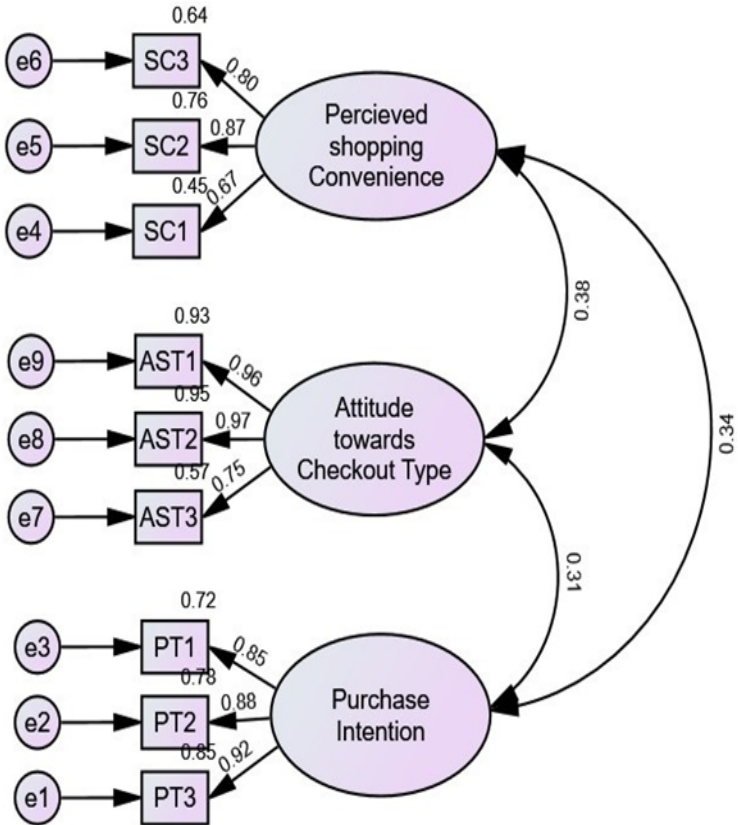 0.64
e6
SC3
0.80
0.76
e5
SC2
0.87
0.45
e4
SC1
0.67
Percieved
shopping
Convenience
0.38
0.34
0.93
e9
AST1
0.96
0.95
e8
AST2
0.97
0.57
e7
AST3
0.75
Attitude
towards
Checkout Type
0.31
0.72
e3
PT1
0.85
0.78
e2
PT2
0.88
0.85
e1
PT3
0.92
Purchase
Intention